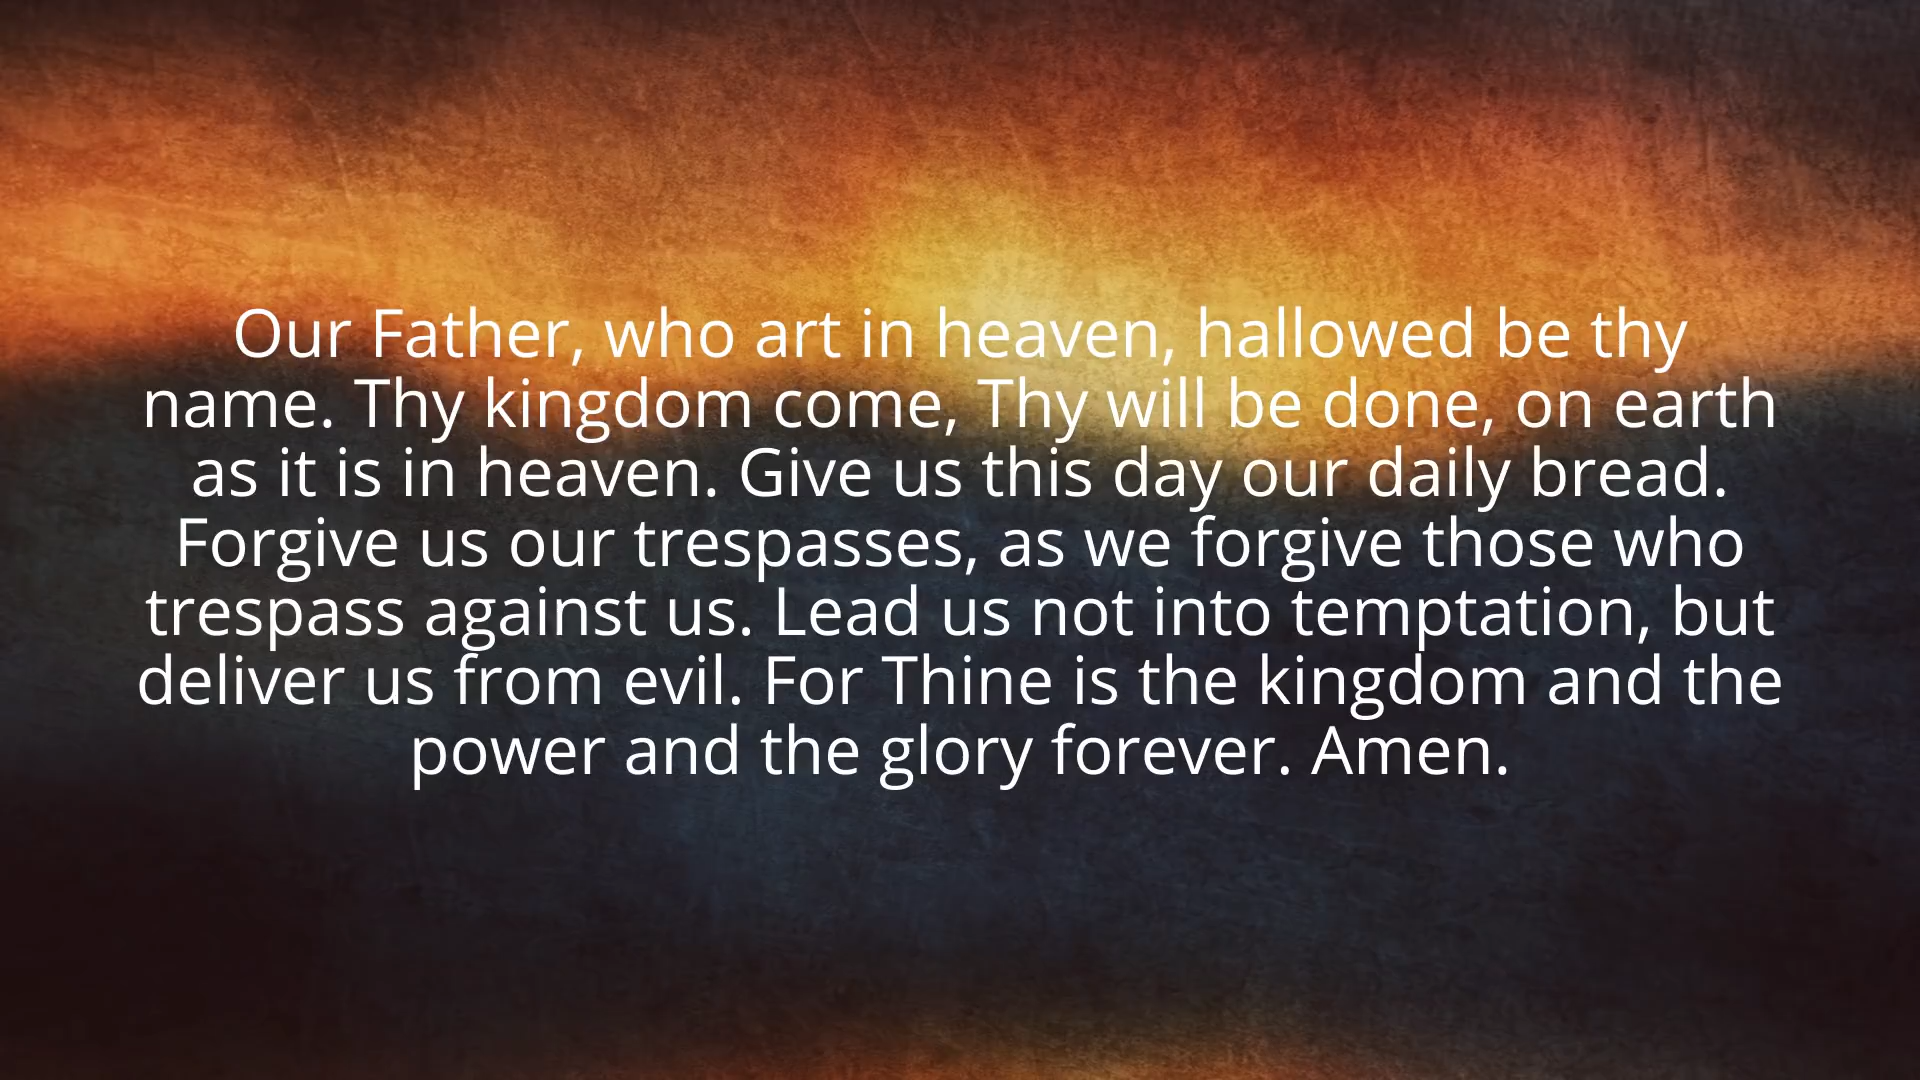 Our Father, who art in heaven, hallowed be thy
name. Thy kingdom come, Thy will be done, on earth
as it is in heaven. Give us this day our daily bread.
Forgive us our trespasses, as we forgive those who
trespass against us. Lead us not into temptation, but
deliver us from evil. For Thine is the kingdom and the
power and the glory forever. Amen.